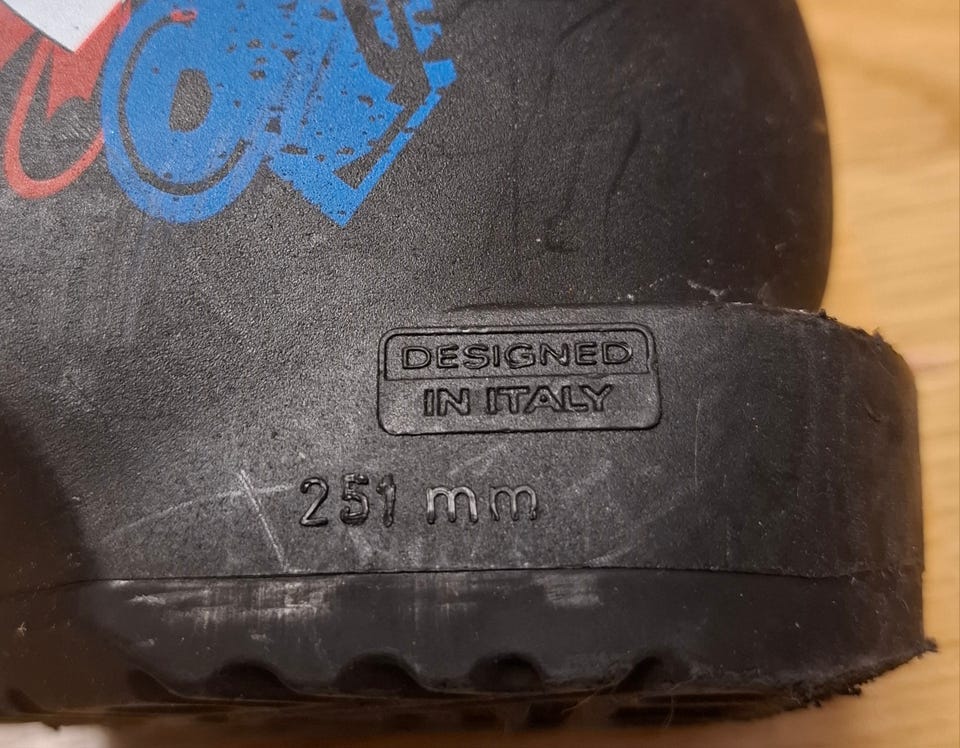 DESIGNED
IN ITALY
251 mm